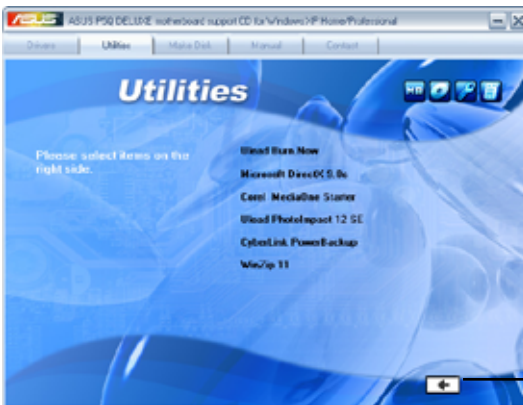 ASUS ASUS P5Q DELUXE motherboard support CD for Windows XP Home/Professional
Drivers Utilities Make Disk Manual Contact
Utilities
Please select items on the
right side.
Ulead Burn Now
Microsoft DirectX 9.0c
Corel MediaOne Starter
Ulead PhotoImpact 12 SE
CyberLink PowerBackup
WinZip 11